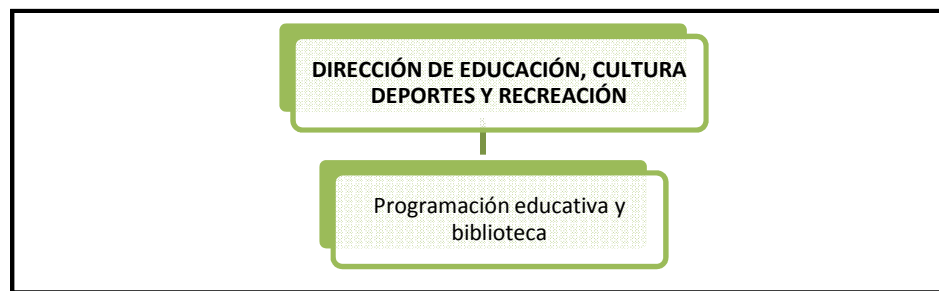 DIRECCIÓN DE EDUCACIÓN, CULTURA
DEPORTES Y RECREACIÓN
Programación educativa y
biblioteca